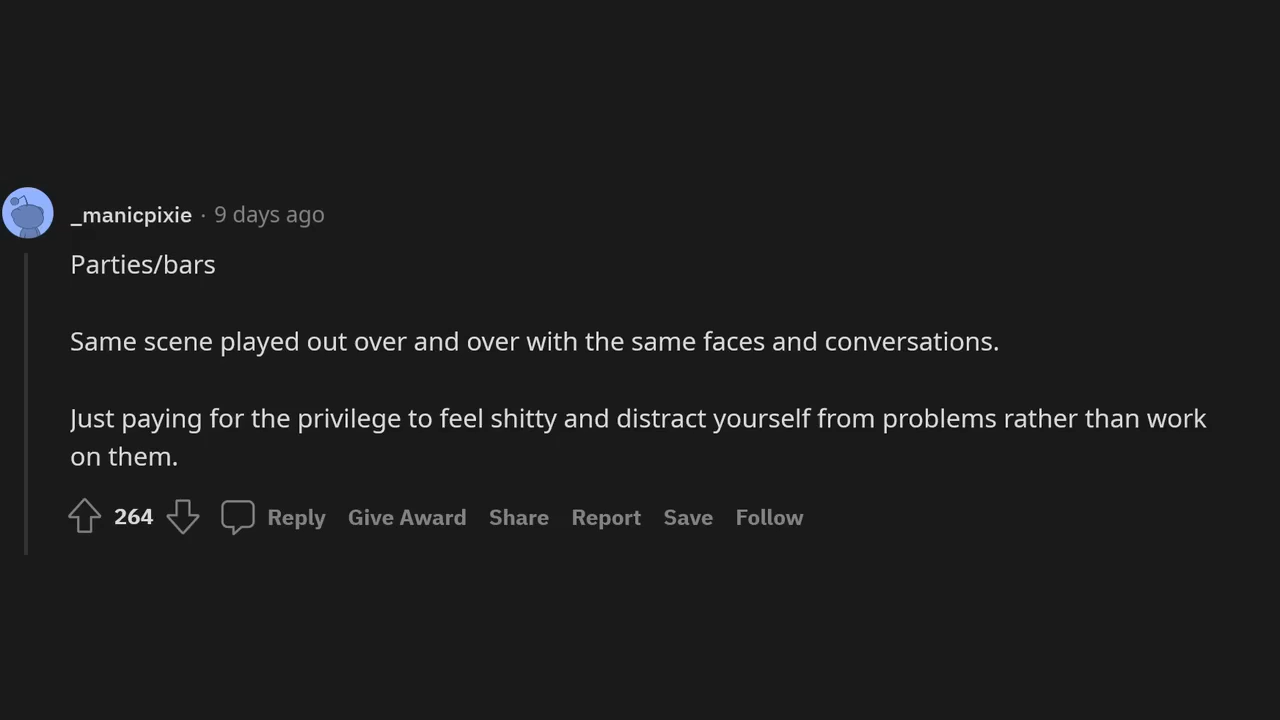 _manicpixie · 9 days ago
Parties/bars
Same scene played out over and over with the same faces and conversations.
Just paying for the privilege to feel shitty and distract yourself from problems rather than work
on them.
264 Reply Give Award Share Report Save Follow